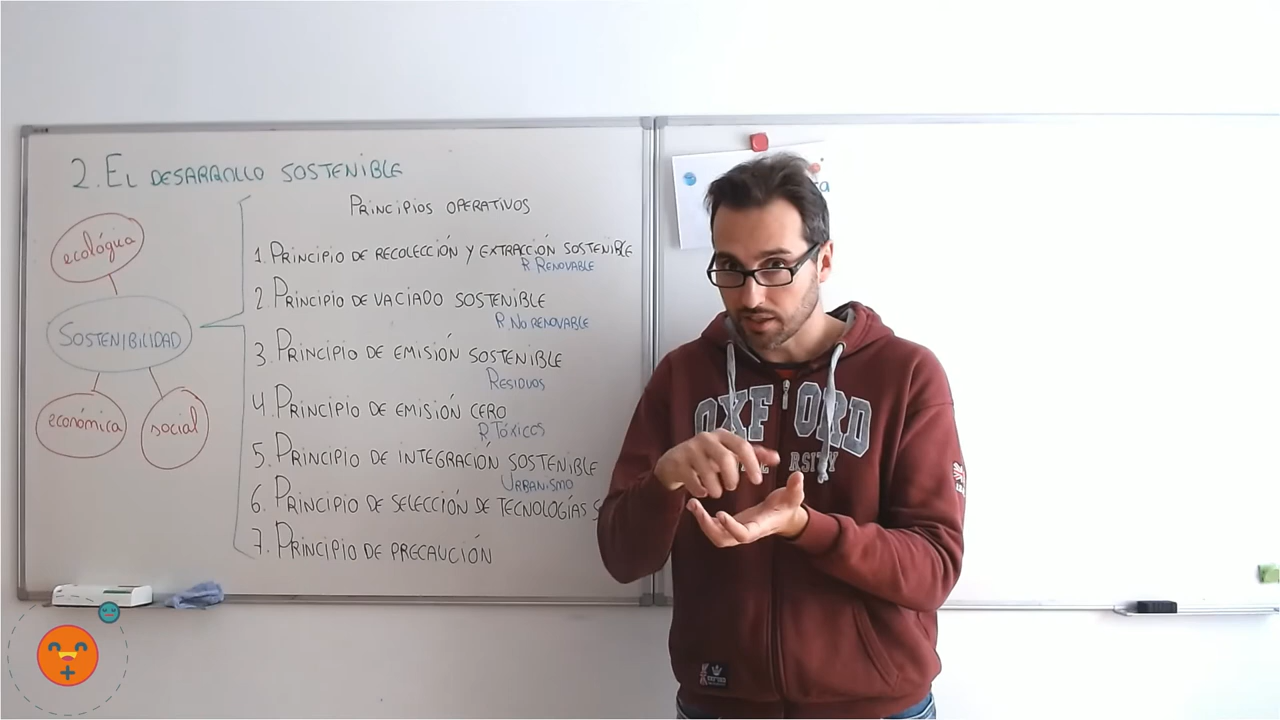 2. EL DESARROLLO SOSTENIBLE
ecológica
SOSTENIBILIDAD
económica
social
PRINCIPIOS OPERATIVOS
1. PRINCIPIO DE RECOLECCIÓN Y EXTRACCIÓN SOSTENIBLE
R RENOVABLE
2. PRINCIPIO DE VACIADO SOSTENIBLE
R NO RENOVABLE
3. PRINCIPIO DE EMISIÓN SOSTENIBLE
RESIDUOS
4. PRINCIPIO DE EMISIÓN CERO
R TÓXICOS
5. PRINCIPIO DE INTEGRACIÓN SOSTENIBLE
URBANISMO
6. PRINCIPIO DE SELECCIÓN DE TECNOLOGÍAS S
7. PRINCIPIO DE PRECAUCIÓN
OXFORD
RSITY